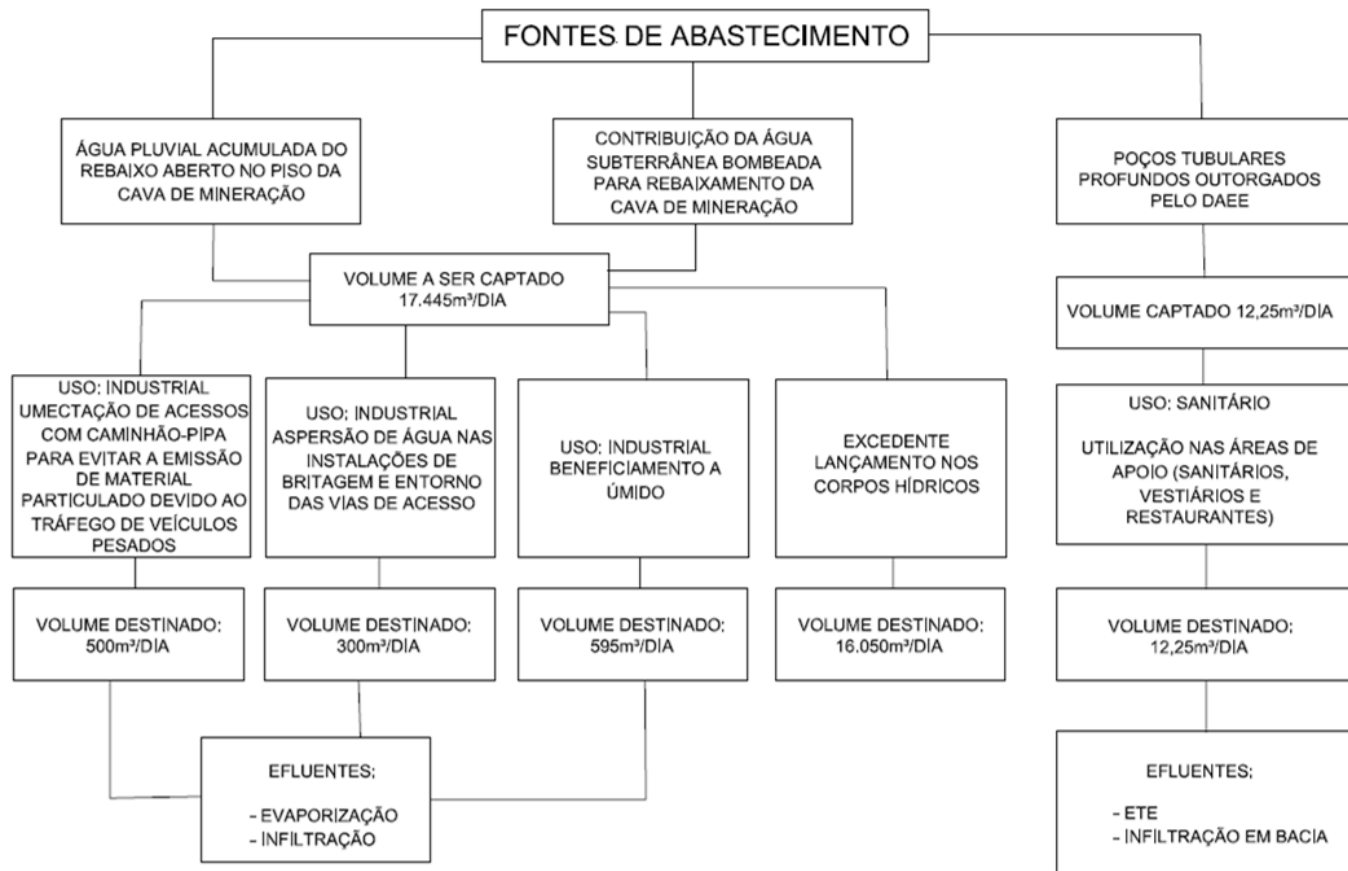 FONTES DE ABASTECIMENTO
ÁGUA PLUVIAL ACUMULADA DO
REBAIXO ABERTO NO PISO DA
CAVA DE MINERAÇÃO
CONTRIBUIÇÃO DA ÁGUA
SUBTERRÂNEA BOMBEADA
PARA REBAIXAMENTO DA
CAVA DE MINERAÇÃO
POÇOS TUBULARES
PROFUNDOS OUTORGADOS
PELO DAEE
VOLUME A SER CAPTADO
17.445m³/DIA
VOLUME CAPTADO 12,25m³/DIA
USO: INDUSTRIAL
UMECTAÇÃO DE ACESSOS
COM CAMINHÃO-PIPA
PARA EVITAR A EMISSÃO
DE MATERIAL
PARTICULADO DEVIDO AO
TRÁFEGO DE VEÍCULOS
PESADOS
USO: INDUSTRIAL
ASPERSÃO DE ÁGUA NAS
INSTALAÇÕES DE
BRITAGEM E ENTORNO
DAS VIAS DE ACESSO
USO: INDUSTRIAL
BENEFICIAMENTO A
ÚMIDO
EXCEDENTE
LANÇAMENTO NOS
CORPOS HÍDRICOS
USO: SANITÁRIO
UTILIZAÇÃO NAS ÁREAS DE
APOIO (SANITÁRIOS,
VESTIÁRIOS E
RESTAURANTES)
VOLUME DESTINADO:
500m³/DIA
VOLUME DESTINADO:
300m³/DIA
VOLUME DESTINADO:
595m³/DIA
VOLUME DESTINADO:
16.050m³/DIA
VOLUME DESTINADO:
12,25m³/DIA
EFLUENTES:
- EVAPORIZAÇÃO
- INFILTRAÇÃO
EFLUENTES:
- ETE
- INFILTRAÇÃO EM BACIA